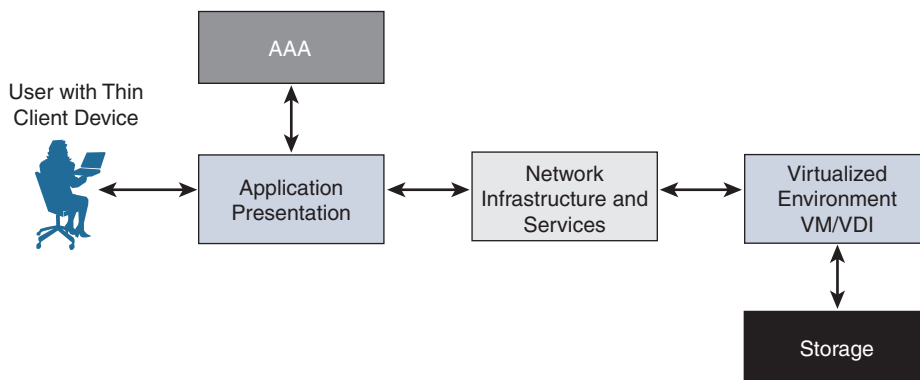 AAA
User with Thin
Client Device
Application
Presentation
Network
Infrastructure and
Services
Virtualized
Environment
VM/VDI
Storage